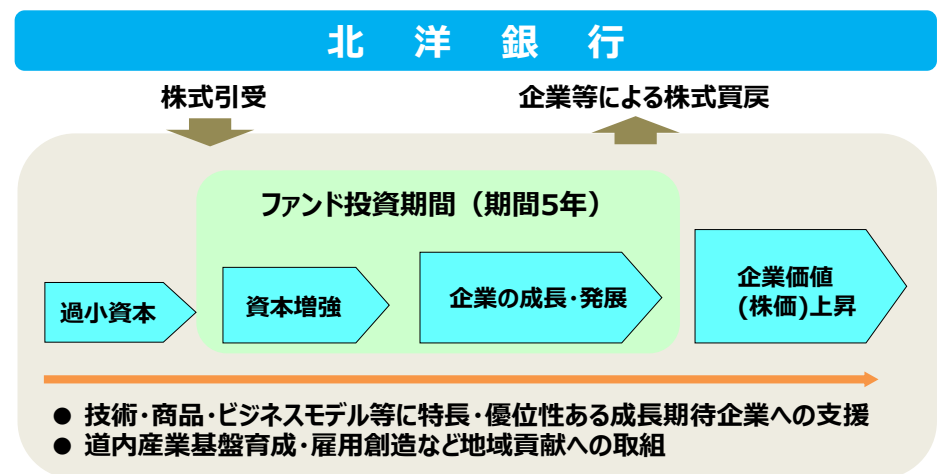 北洋銀行
株式引受
企業等による株式買戻
ファンド投資期間（期間5年）
過小資本
資本増強
企業の成長・発展
企業価値
(株価)上昇
● 技術・商品・ビジネスモデル等に特長・優位性ある成長期待企業への支援
● 道内産業基盤育成・雇用創造など地域貢献への取組